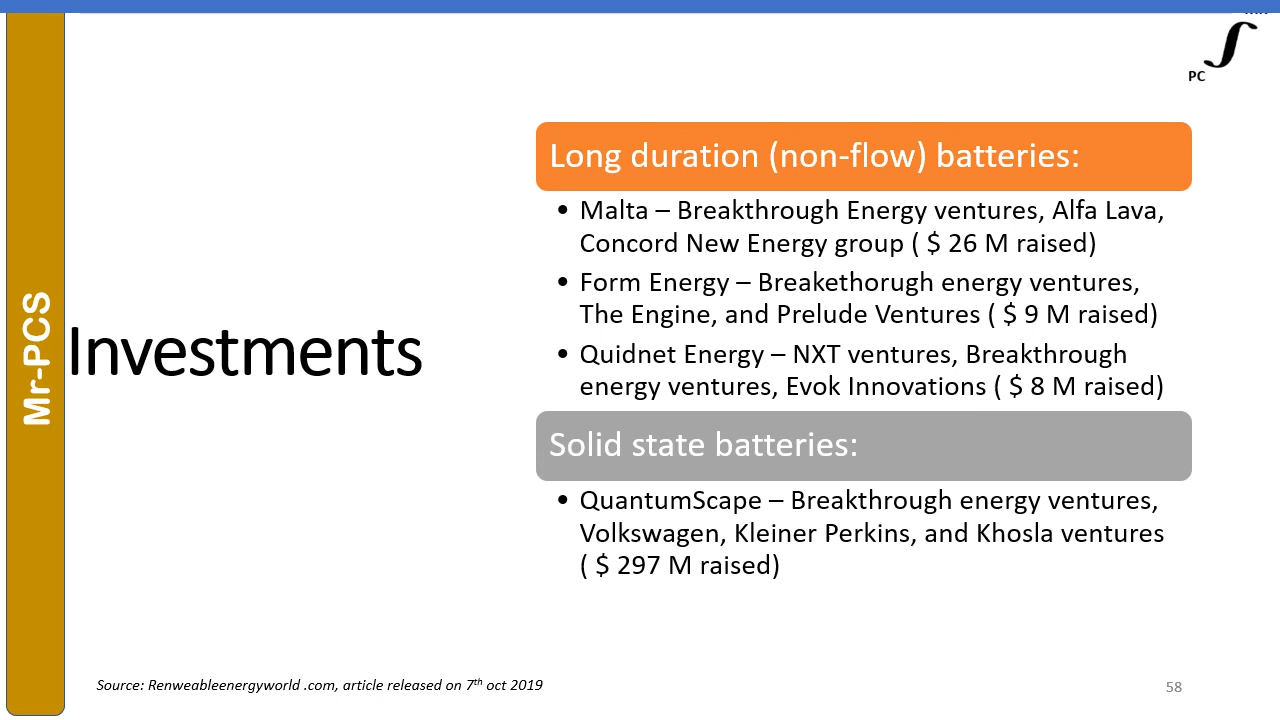 PC
Mr-PCS
Investments
Long duration (non-flow) batteries:
• Malta – Breakthrough Energy ventures, Alfa Lava,
Concord New Energy group ( $ 26 M raised)
• Form Energy – Breakethorugh energy ventures,
The Engine, and Prelude Ventures ( $ 9 M raised)
• Quidnet Energy – NXT ventures, Breakthrough
energy ventures, Evok Innovations ( $ 8 M raised)
Solid state batteries:
• QuantumScape – Breakthrough energy ventures,
Volkswagen, Kleiner Perkins, and Khosla ventures
( $ 297 M raised)
Source: Renweableenergyworld .com, article released on 7th oct 2019
58